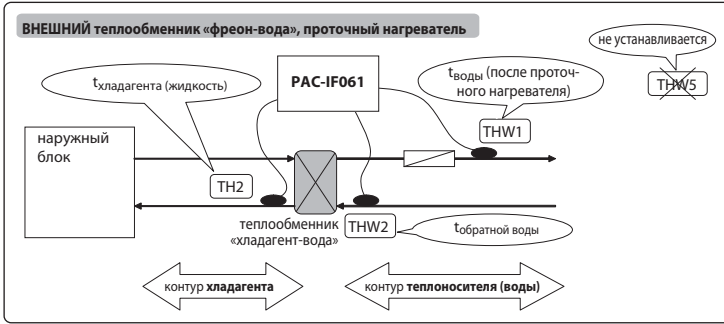 ВНЕШНИЙ теплообменник «фреон-вода», проточный нагреватель
не устанавливается
THW5
tхладагента (жидкость)
PAC-IF061
tводы (после проточ-
ного нагревателя)
THW1
наружный
блок
TH2
теплообменник
«хладагент-вода»
THW2
tобратной воды
контур хладагента
контур теплоносителя (воды)